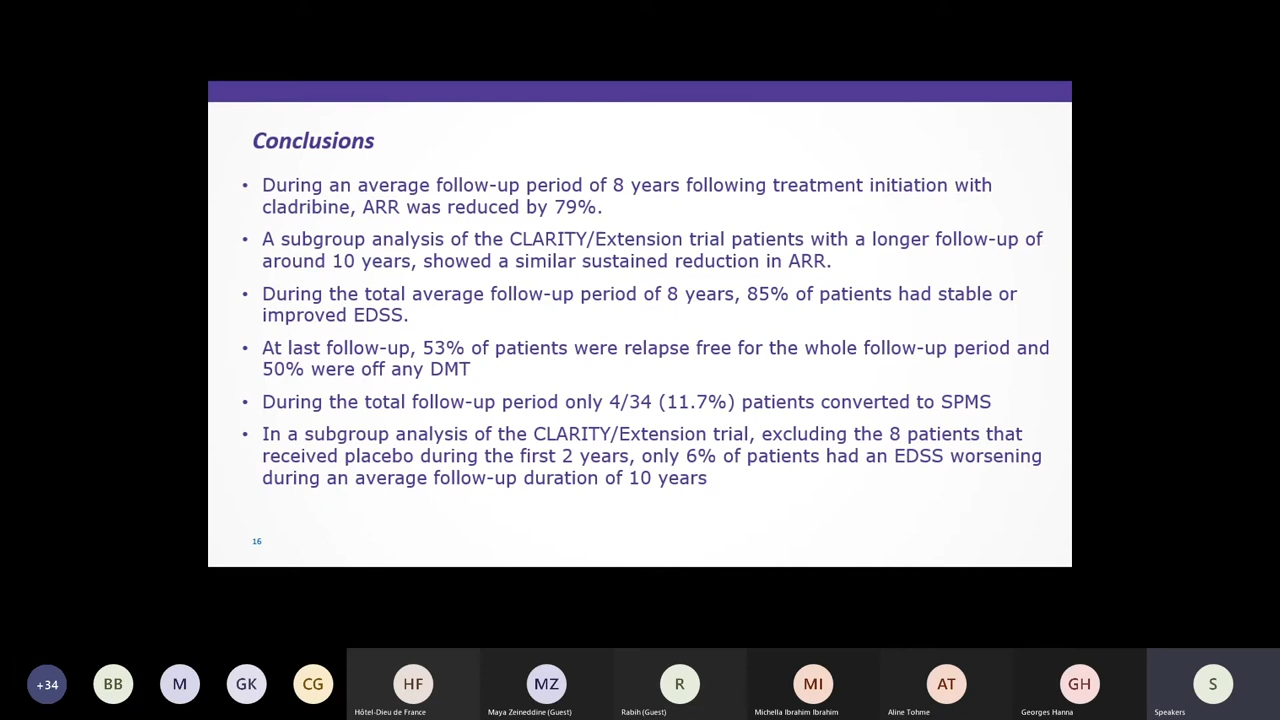 Conclusions
• During an average follow-up period of 8 years following treatment initiation with
cladribine, ARR was reduced by 79%.
• A subgroup analysis of the CLARITY/Extension trial patients with a longer follow-up of
around 10 years, showed a similar sustained reduction in ARR.
• During the total average follow-up period of 8 years, 85% of patients had stable or
improved EDSS.
• At last follow-up, 53% of patients were relapse free for the whole follow-up period and
50% were off any DMT
• During the total follow-up period only 4/34 (11.7%) patients converted to SPMS
• In a subgroup analysis of the CLARITY/Extension trial, excluding the 8 patients that
received placebo during the first 2 years, only 6% of patients had an EDSS worsening
during an average follow-up duration of 10 years
16
+34 BB M GK CG HF MZ R MI AT GH S
Hôtel-Dieu de France Maya Zeineddine (Guest) Rabih (Guest) Michella Ibrahim Ibrahim Aline Tohme Georges Hanna Speakers